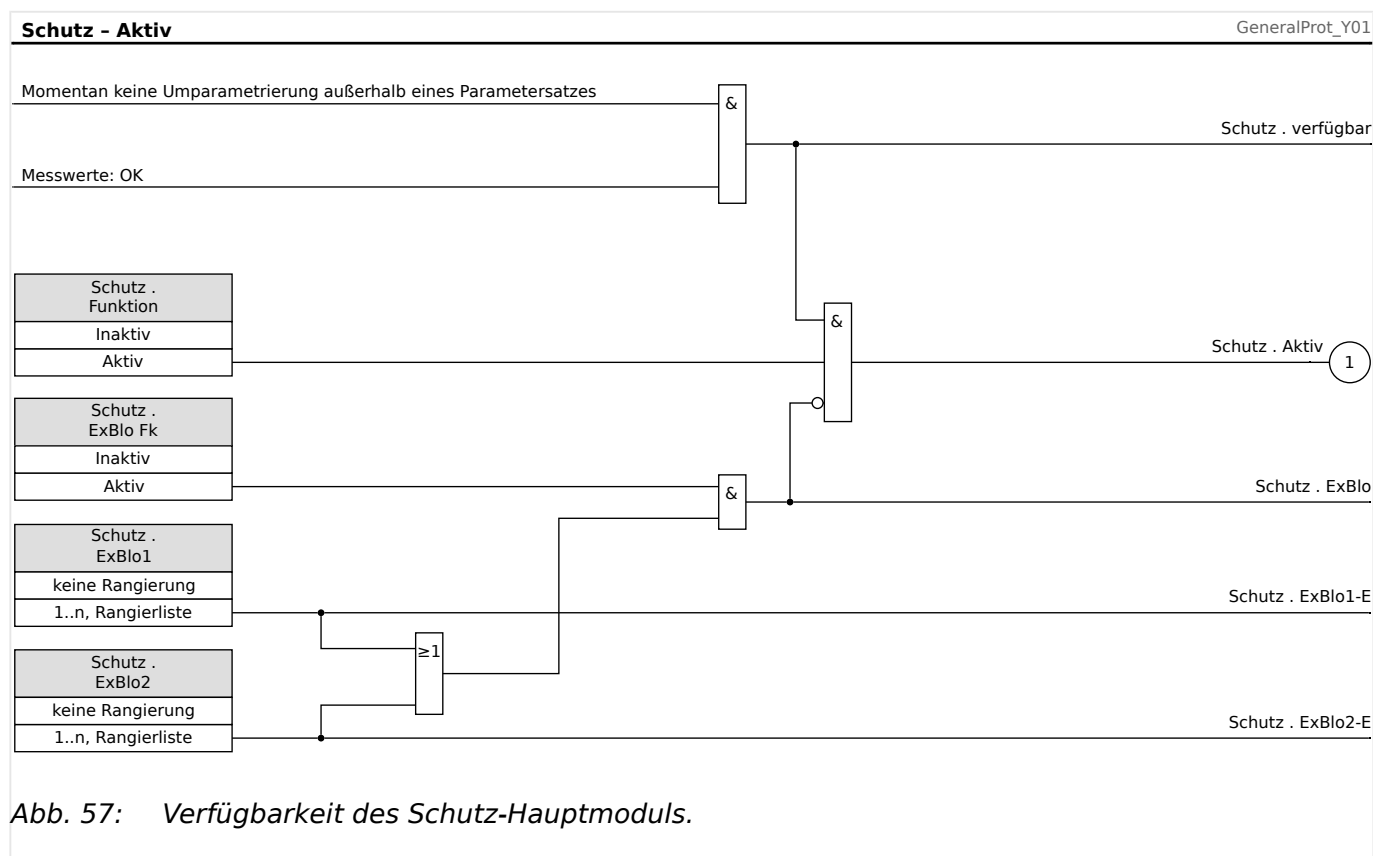 Schutz – Aktiv
GeneralProt_Y01
Momentan keine Umparametrierung außerhalb eines Parametersatzes
&
Schutz . verfügbar
Messwerte: OK
Schutz .
Funktion
Inaktiv
Aktiv
&
Schutz . Aktiv
1
Schutz .
ExBlo Fk
Inaktiv
Aktiv
&
Schutz . ExBlo
Schutz .
ExBlo1
keine Rangierung
1..n, Rangierliste
Schutz . ExBlo1-E
≥1
Schutz .
ExBlo2
keine Rangierung
1..n, Rangierliste
Schutz . ExBlo2-E
Abb. 57: Verfügbarkeit des Schutz-Hauptmoduls.